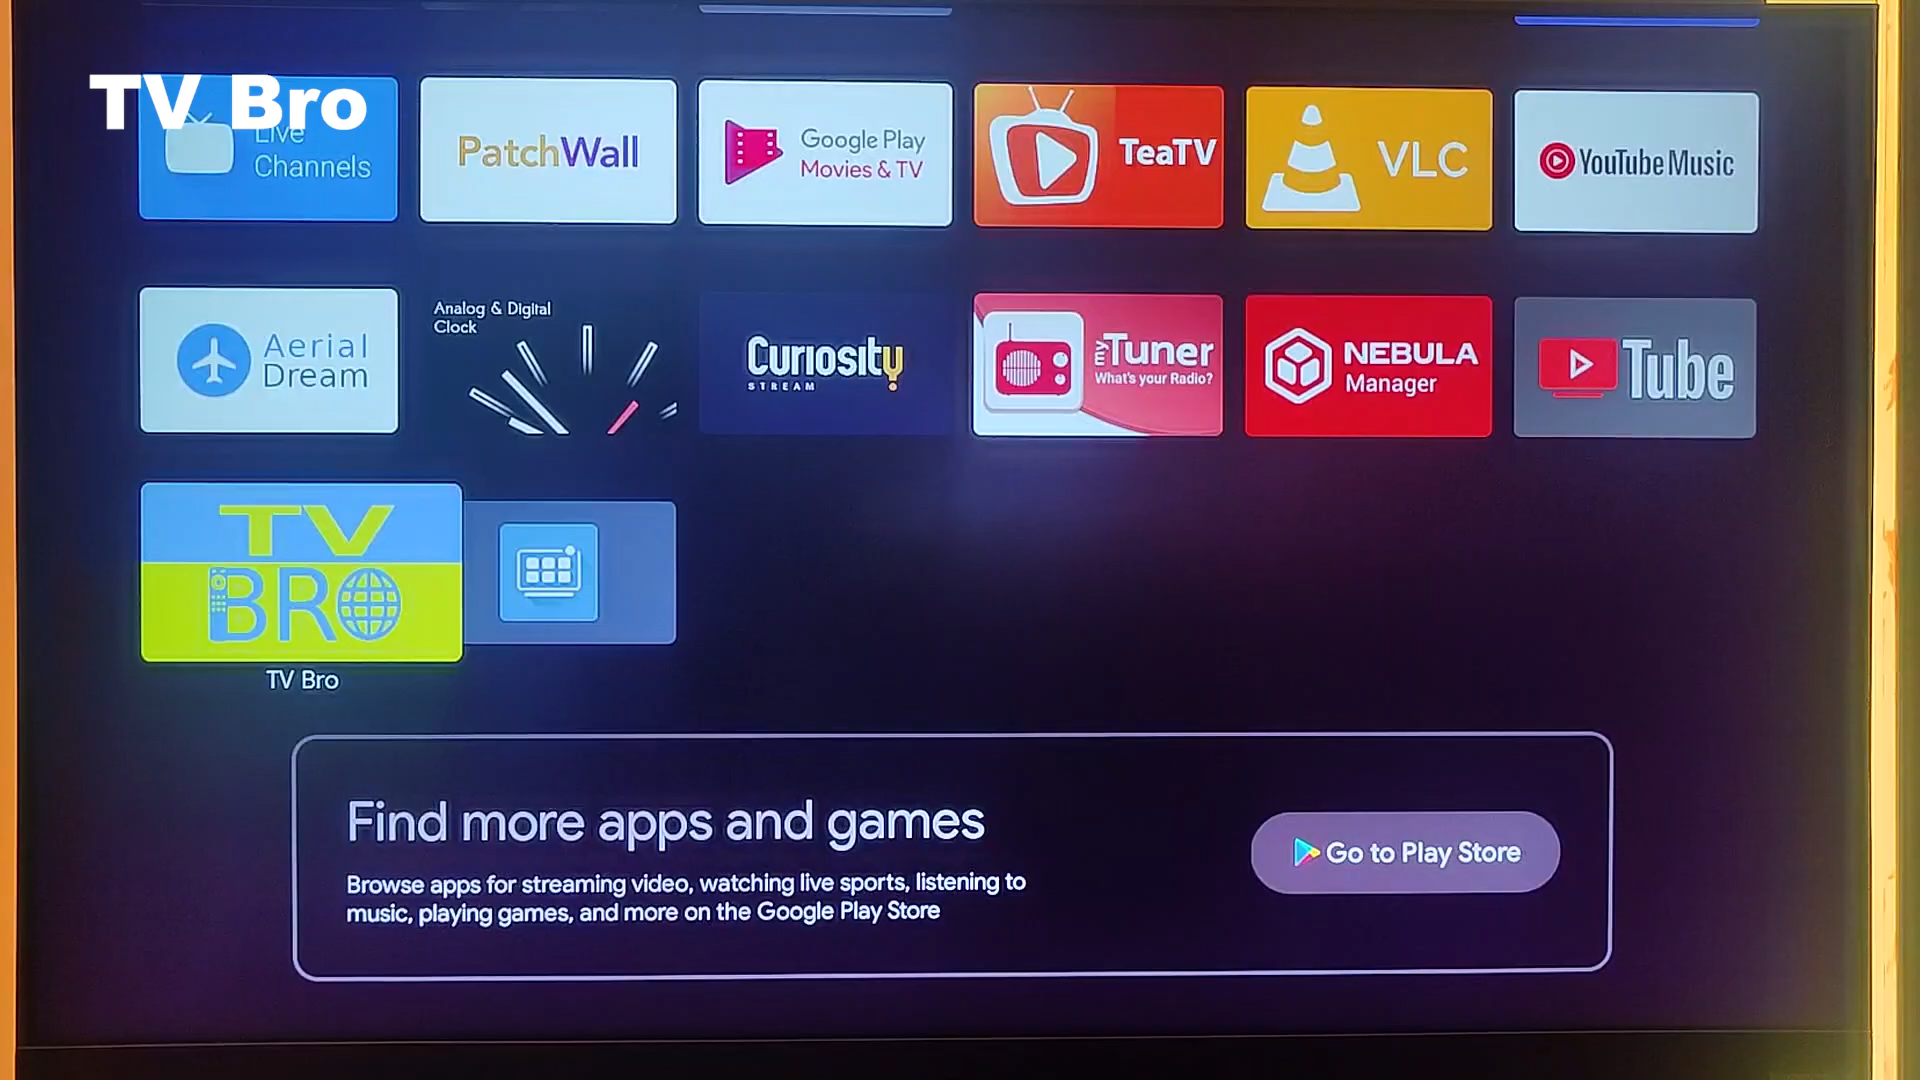 TV Bro
Live
Channels
PatchWall
Google Play
Movies & TV
TeaTV
VLC
YouTube Music
Aerial
Dream
Analog & Digital
Clock
Curiosity
STREAM
myTuner
What's your Radio?
NEBULA
Manager
Tube
TV
BRO
TV Bro
Find more apps and games
Browse apps for streaming video, watching live sports, listening to
music, playing games, and more on the Google Play Store
Go to Play Store